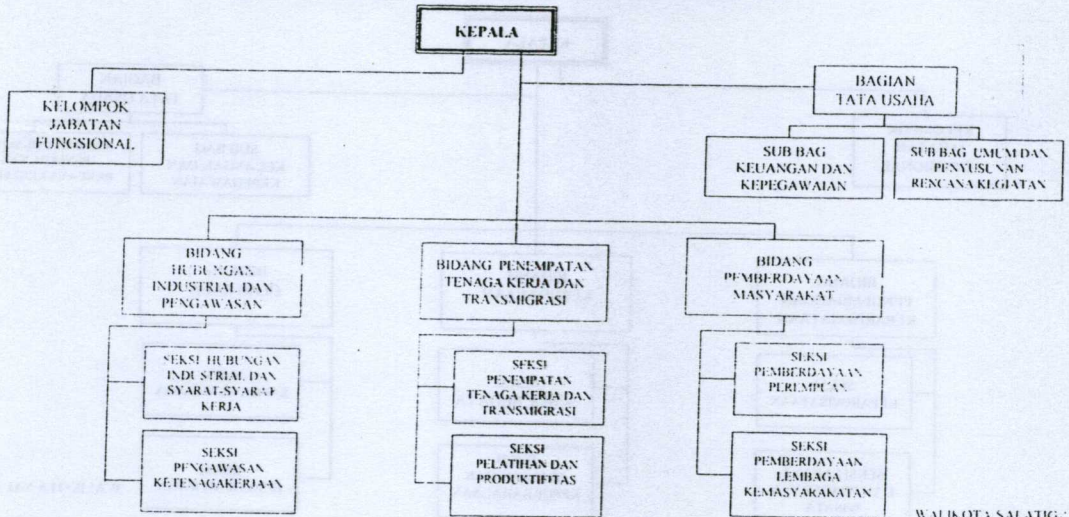 KEPALA
KELOMPOK
JABATAN
FUNGSIONAL
BAGIAN
TATA USAHA
SUB BAG
KEUANGAN DAN
KEPEGAWAIAN
SUB BAG UMUM DAN
PENYUSUNAN
RENCANA KEGIATAN
BIDANG
HUBUNGAN
INDUSTRIAL DAN
PENGAWASAN
BIDANG PENEMPATAN
TENAGA KERJA DAN
TRANSMIGRASI
BIDANG
PEMBERDAYAAN
MASYARAKAT
SEKSI HUBUNGAN
INDUSTRIAL DAN
SYARAT-SYARAT
KERJA
SEKSI
PENGAWASAN
KETENAGAKERJAAN
SEKSI
PENEMPATAN
TENAGA KERJA DAN
TRANSMIGRASI
SEKSI
PELATIHAN DAN
PRODUKTIFITAS
SEKSI
PEMBERDAYAAN
PEREMPUAN
SEKSI
PEMBERDAYAAN
LEMBAGA
KEMASYARAKATAN
WALIKOTA